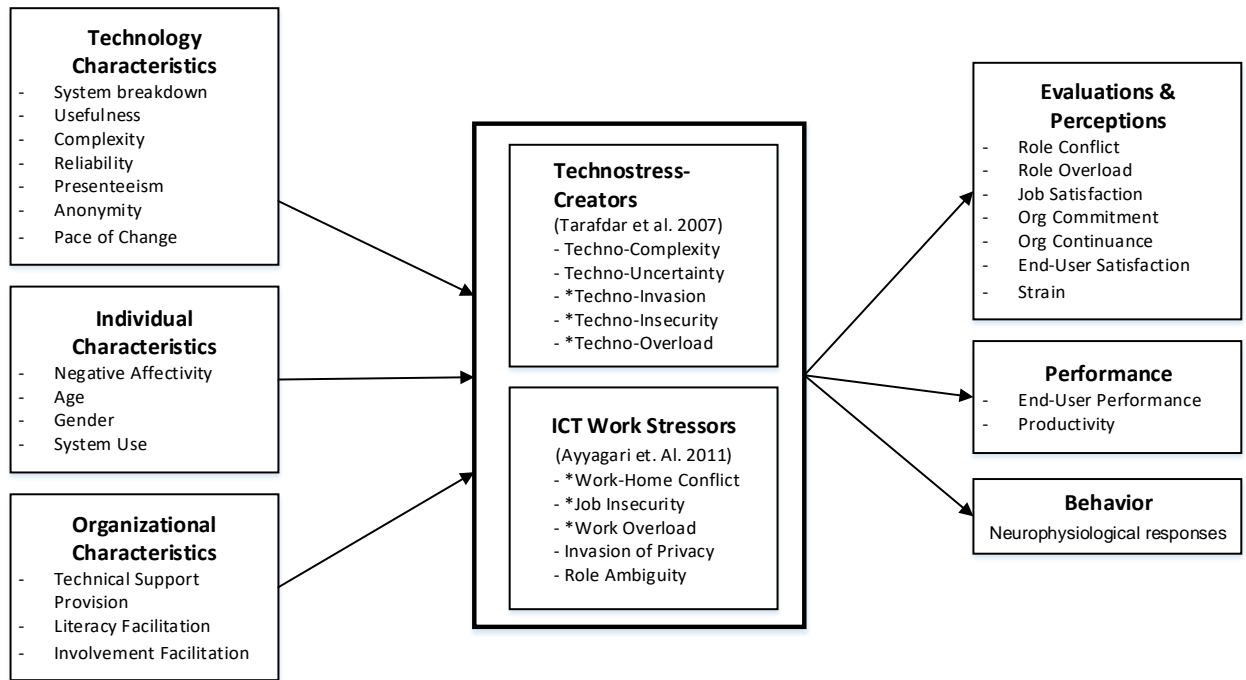 Technology
Characteristics
- System breakdown
- Usefulness
- Complexity
- Reliability
- Presenteeism
- Anonymity
- Pace of Change
Individual
Characteristics
- Negative Affectivity
- Age
- Gender
- System Use
Organizational
Characteristics
- Technical Support
Provision
- Literacy Facilitation
- Involvement Facilitation
Technostress-
Creators
(Tarafdar et al. 2007)
- Techno-Complexity
- Techno-Uncertainty
- *Techno-Invasion
- *Techno-Insecurity
- *Techno-Overload
ICT Work Stressors
(Ayyagari et. Al. 2011)
- *Work-Home Conflict
- *Job Insecurity
- *Work Overload
- Invasion of Privacy
- Role Ambiguity
Evaluations &
Perceptions
- Role Conflict
- Role Overload
- Job Satisfaction
- Org Commitment
- Org Continuance
- End-User Satisfaction
- Strain
Performance
- End-User Performance
- Productivity
Behavior
Neurophysiological responses